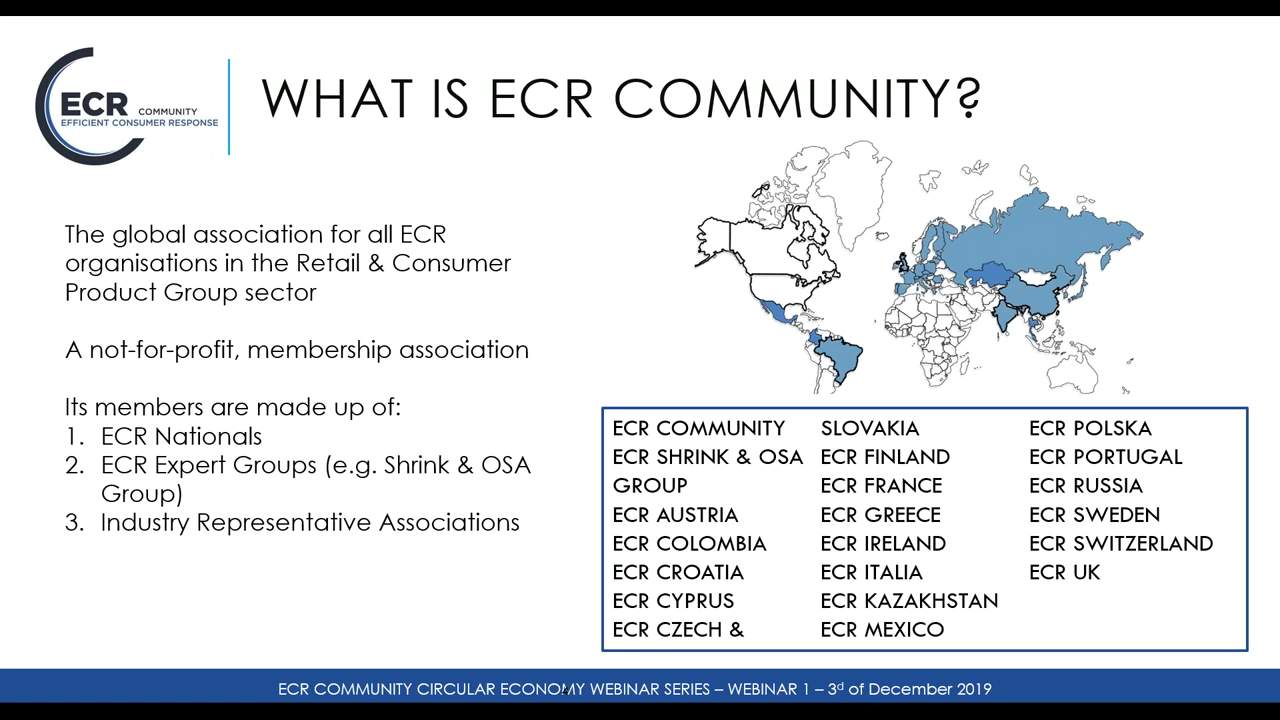 ECR COMMUNITY
EFFICIENT CONSUMER RESPONSE
WHAT IS ECR COMMUNITY?
The global association for all ECR
organisations in the Retail & Consumer
Product Group sector
A not-for-profit, membership association
Its members are made up of:
1. ECR Nationals
2. ECR Expert Groups (e.g. Shrink & OSA
Group)
3. Industry Representative Associations
ECR COMMUNITY
ECR SHRINK & OSA
GROUP
ECR AUSTRIA
ECR COLOMBIA
ECR CROATIA
ECR CYPRUS
ECR CZECH &
SLOVAKIA
ECR FINLAND
ECR FRANCE
ECR GREECE
ECR IRELAND
ECR ITALIA
ECR KAZAKHSTAN
ECR MEXICO
ECR POLSKA
ECR PORTUGAL
ECR RUSSIA
ECR SWEDEN
ECR SWITZERLAND
ECR UK
ECR COMMUNITY CIRCULAR ECONOMY WEBINAR SERIES – WEBINAR 1 – 3d of December 2019